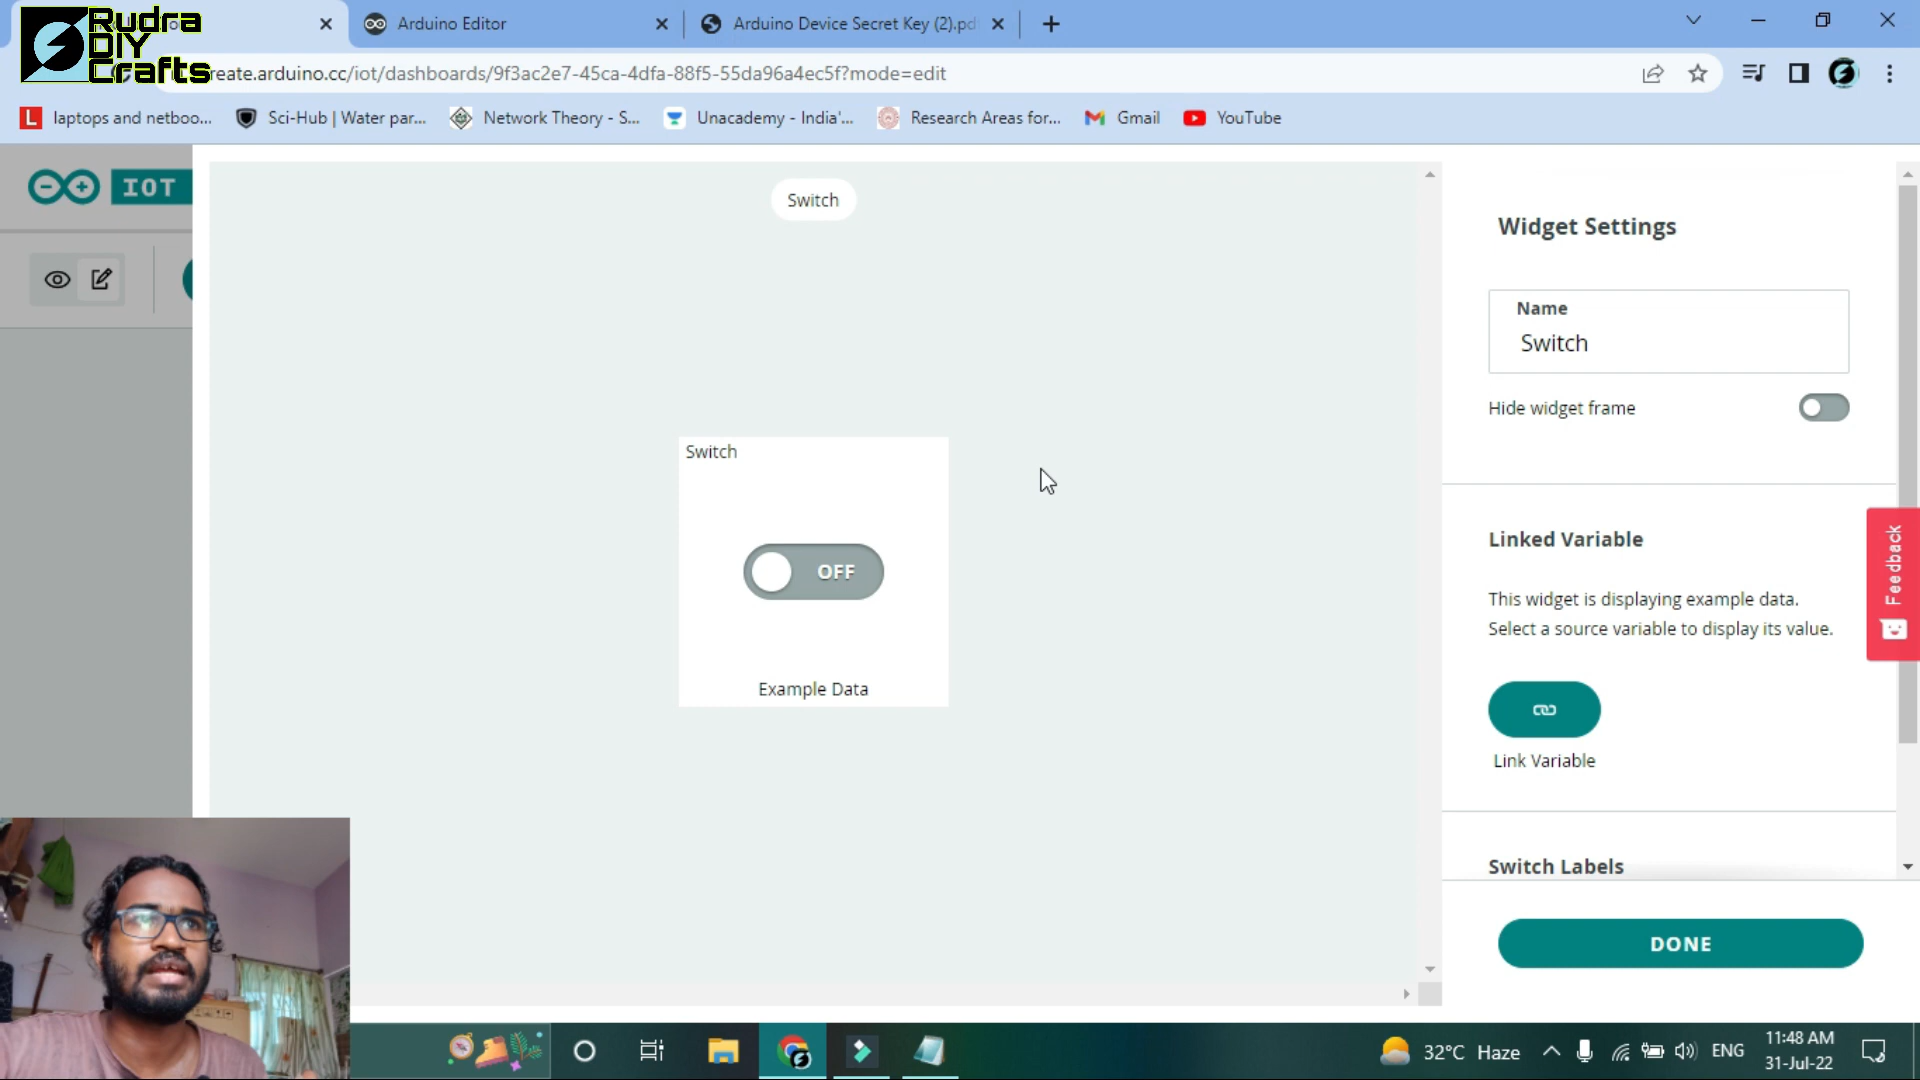 Rudra
DIY
Crafts
Arduino Editor
Arduino Device Secret Key (2).pd
reate.arduino.cc/iot/dashboards/9f3ac2e7-45ca-4dfa-88f5-55da96a4ec5f?mode=edit
L laptops and netboo...
Sci-Hub | Water par...
Network Theory - S...
Unacademy - India'...
Research Areas for...
Gmail
YouTube
IOT
Switch
Widget Settings
Name
Switch
Hide widget frame
Switch
OFF
Example Data
Linked Variable
This widget is displaying example data.
Select a source variable to display its value.
Link Variable
Feedback
Switch Labels
DONE
32°C Haze
ENG
11:48 AM
31-Jul-22